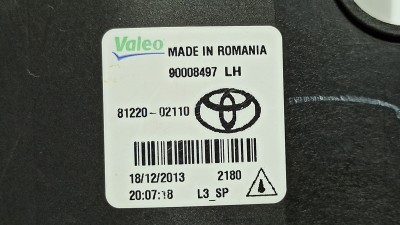 Valeo MADE IN ROMANIA
90008497 LH
81220-02110
18/12/2013 2180
20:07:18 L3_SP